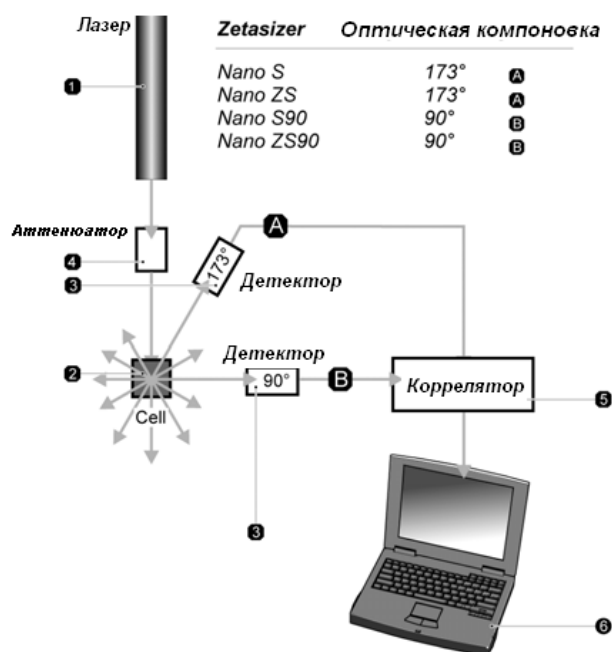 Лазер
Zetasizer Оптическая компоновка
Nano S 173° A
Nano ZS 173° A
Nano S90 90° B
Nano ZS90 90° B
1
Аттенюатор
4
A
173°
3
Детектор
Детектор
2
90°
B
Коррелятор
5
Cell
3
6